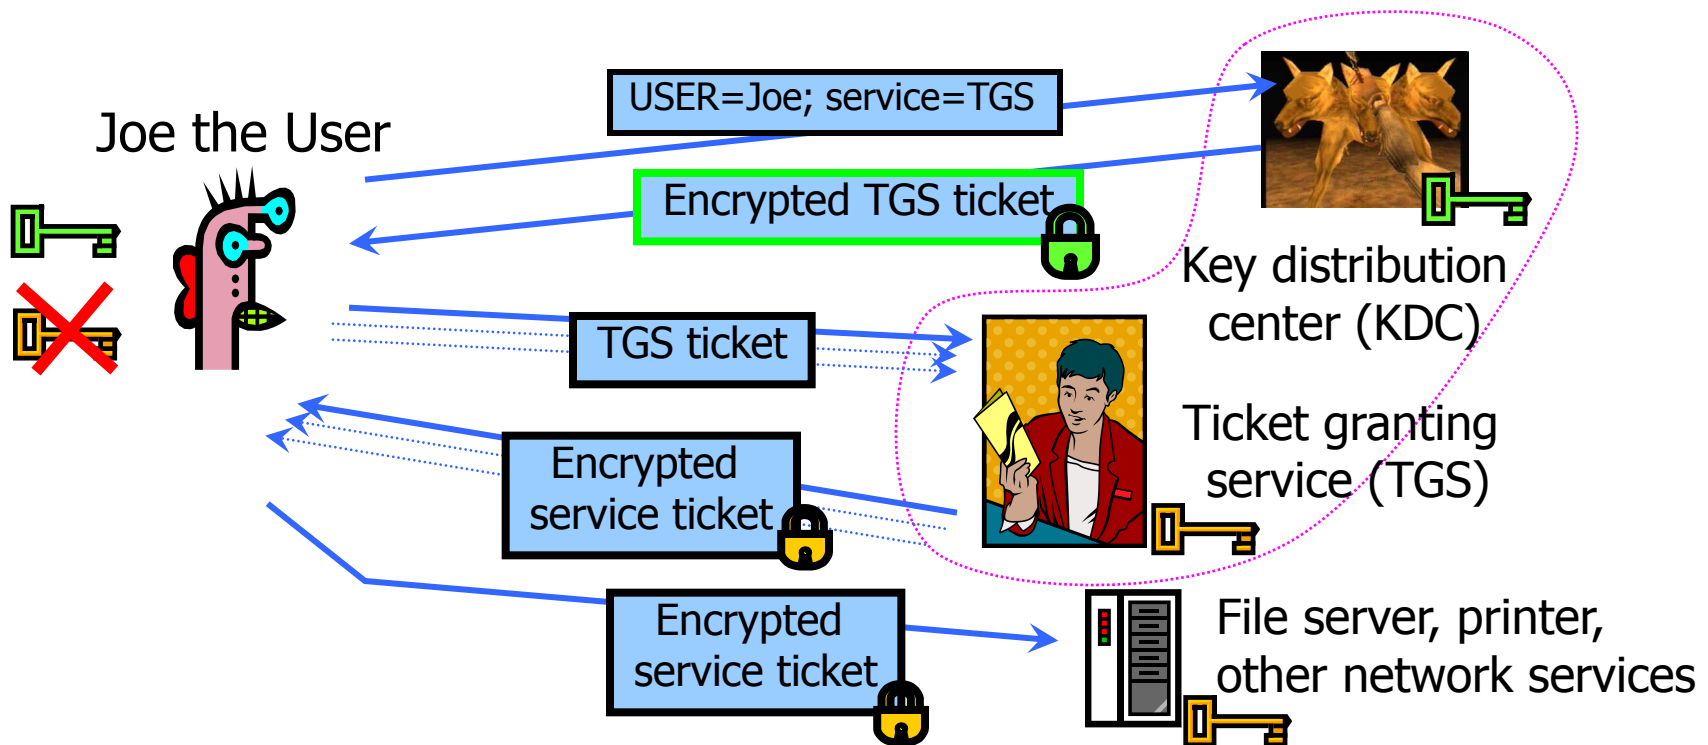 USER=Joe; service=TGS
Joe the User
Encrypted TGS ticket
Key distribution
center (KDC)
TGS ticket
Ticket granting
service (TGS)
Encrypted
service ticket
Encrypted
service ticket
File server, printer,
other network services